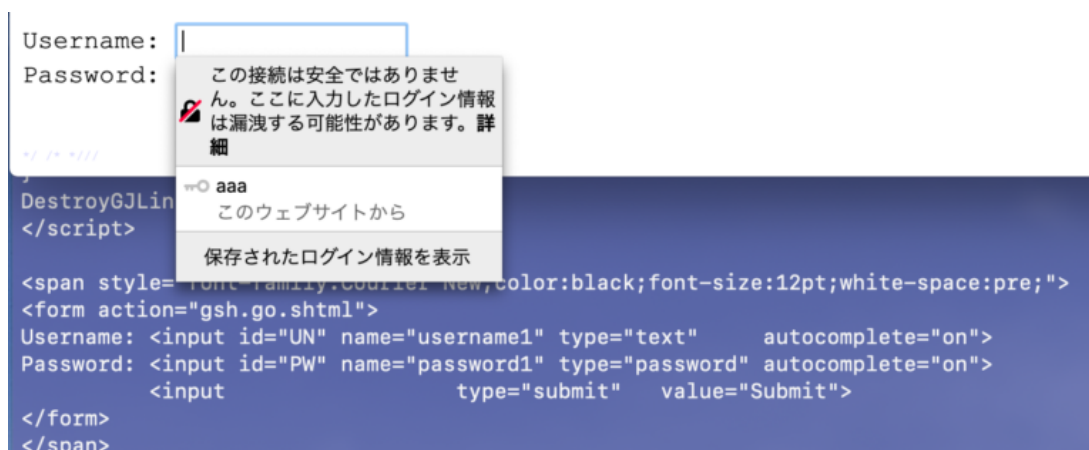 Username:
Password:
この接続は安全ではありませ
ん。ここに入力したログイン情報
は漏洩する可能性があります。詳
細
*/ /* *///
aaa
このウェブサイトから
保存されたログイン情報を表示
}
DestroyGJLin
</script>
<span style="font-family:Courier New;color:black;font-size:12pt;white-space:pre;">
<form action="gsh.go.shtml">
Username: <input id="UN" name="username1" type="text"     autocomplete="on">
Password: <input id="PW" name="password1" type="password" autocomplete="on">
<input                    type="submit"   value="Submit">
</form>
</span>